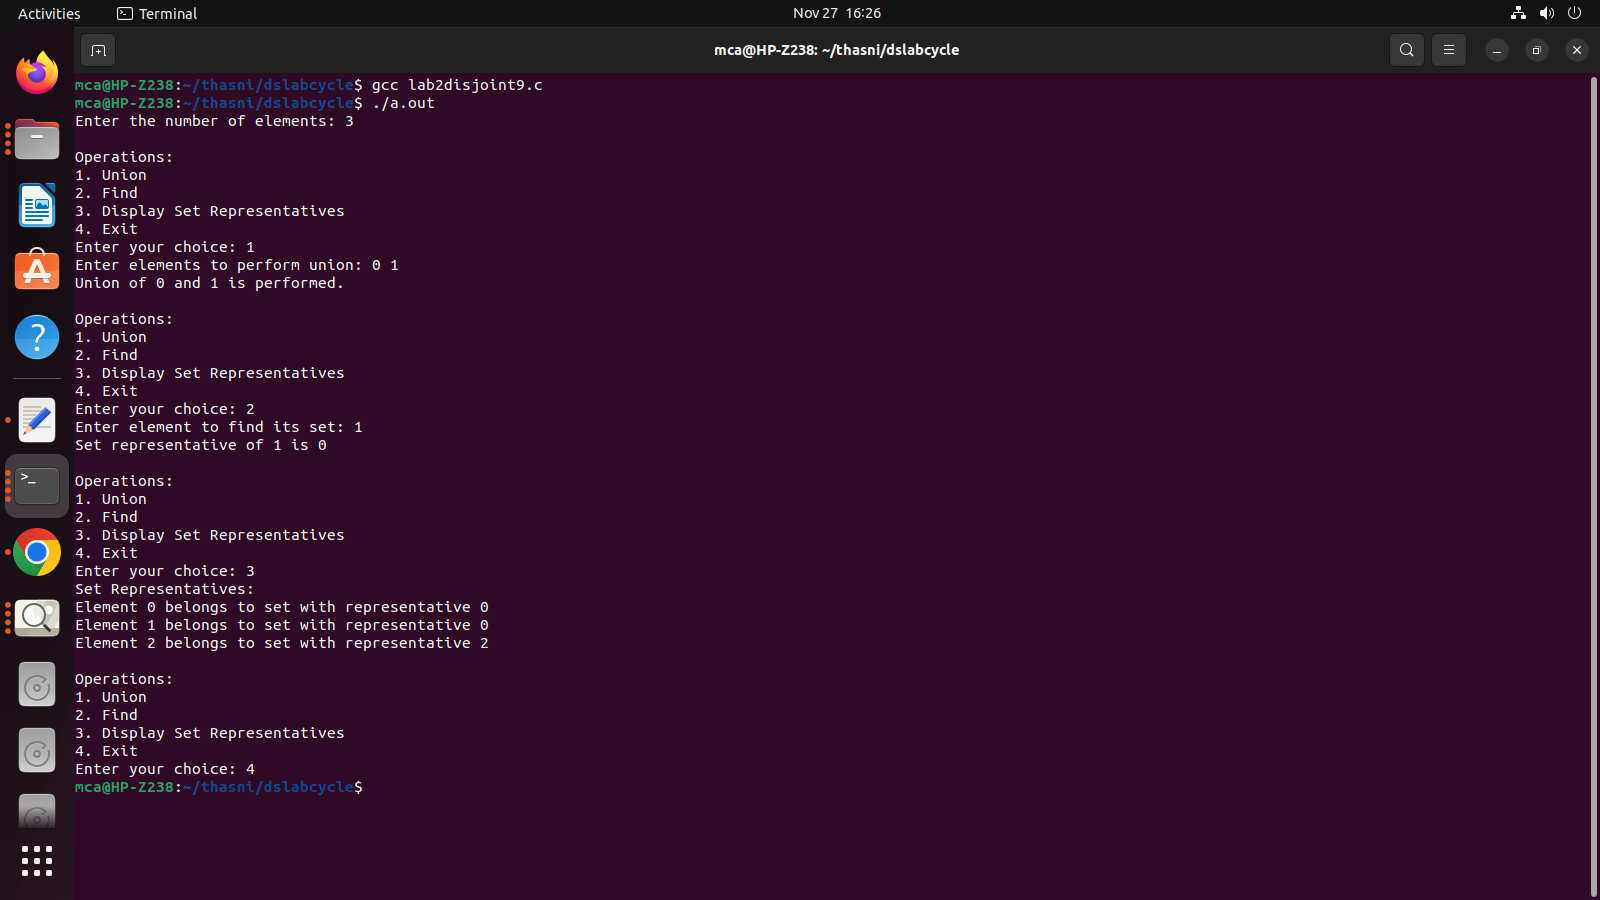 Activities
Terminal
Nov 27 16:26
mca@HP-Z238: ~/thasni/dslabcycle
mca@HP-Z238:~/thasni/dslabcycle$ gcc lab2disjoint9.c
mca@HP-Z238:~/thasni/dslabcycle$ ./a.out
Enter the number of elements: 3
Operations:
1. Union
2. Find
3. Display Set Representatives
4. Exit
Enter your choice: 1
Enter elements to perform union: 0 1
Union of 0 and 1 is performed.
Operations:
1. Union
2. Find
3. Display Set Representatives
4. Exit
Enter your choice: 2
Enter element to find its set: 1
Set representative of 1 is 0
Operations:
1. Union
2. Find
3. Display Set Representatives
4. Exit
Enter your choice: 3
Set Representatives:
Element 0 belongs to set with representative 0
Element 1 belongs to set with representative 0
Element 2 belongs to set with representative 2
Operations:
1. Union
2. Find
3. Display Set Representatives
4. Exit
Enter your choice: 4
mca@HP-Z238:~/thasni/dslabcycle$